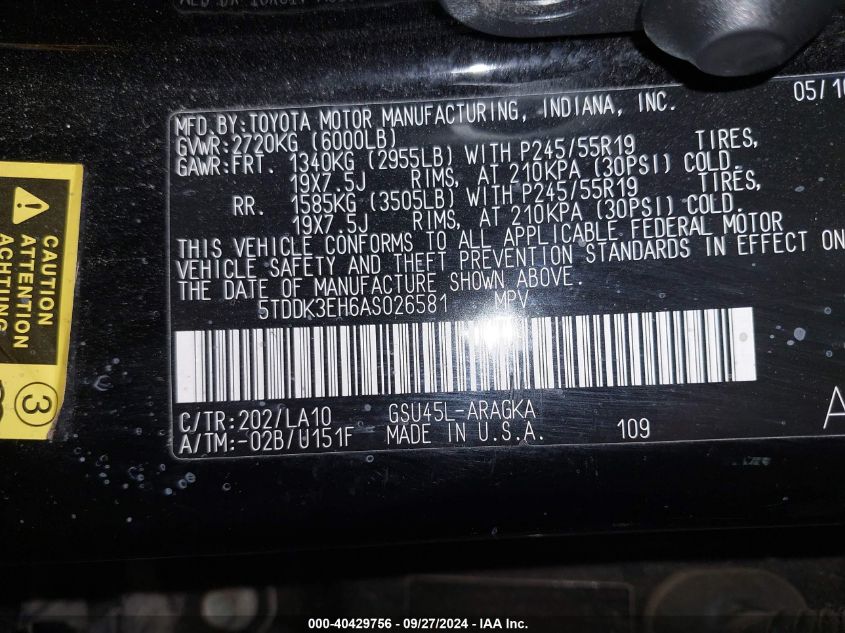 MFD.BY:TOYOTA MOTOR MANUFACTURING, INDIANA, INC. 05/10
GVWR:2720KG (6000LB)
GAWR:FRT. 1340KG (2955LB) WITH P245/55R19 TIRES,
19X7.5J RIMS, AT 210KPA (30PSI) COLD.
RR. 1585KG (3505LB) WITH P245/55R19 TIRES,
19X7.5J RIMS, AT 210KPA (30PSI) COLD.
THIS VEHICLE CONFORMS TO ALL APPLICABLE FEDERAL MOTOR
VEHICLE SAFETY AND THEFT PREVENTION STANDARDS IN EFFECT ON
THE DATE OF MANUFACTURE SHOWN ABOVE.
5TDDK3EH6AS026581 MPV
C/TR:202/LA10 GSU45L-ARAGKA
A/TM:-02B/U151F MADE IN U.S.A. 109
A
CAUTION
ATTENTION
ACHTUNG
3
000-40429756 - 09/27/2024 - IAA Inc.